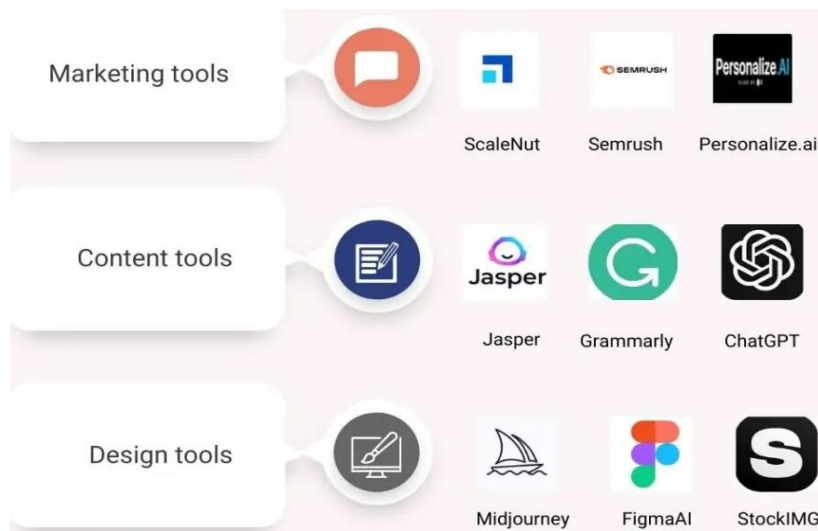 Marketing tools
SEMRUSH
Personalize.AI
ScaleNut Semrush Personalize.ai
Content tools
Jasper
Jasper Grammarly ChatGPT
Design tools
S
Midjourney FigmaAI StockIMG